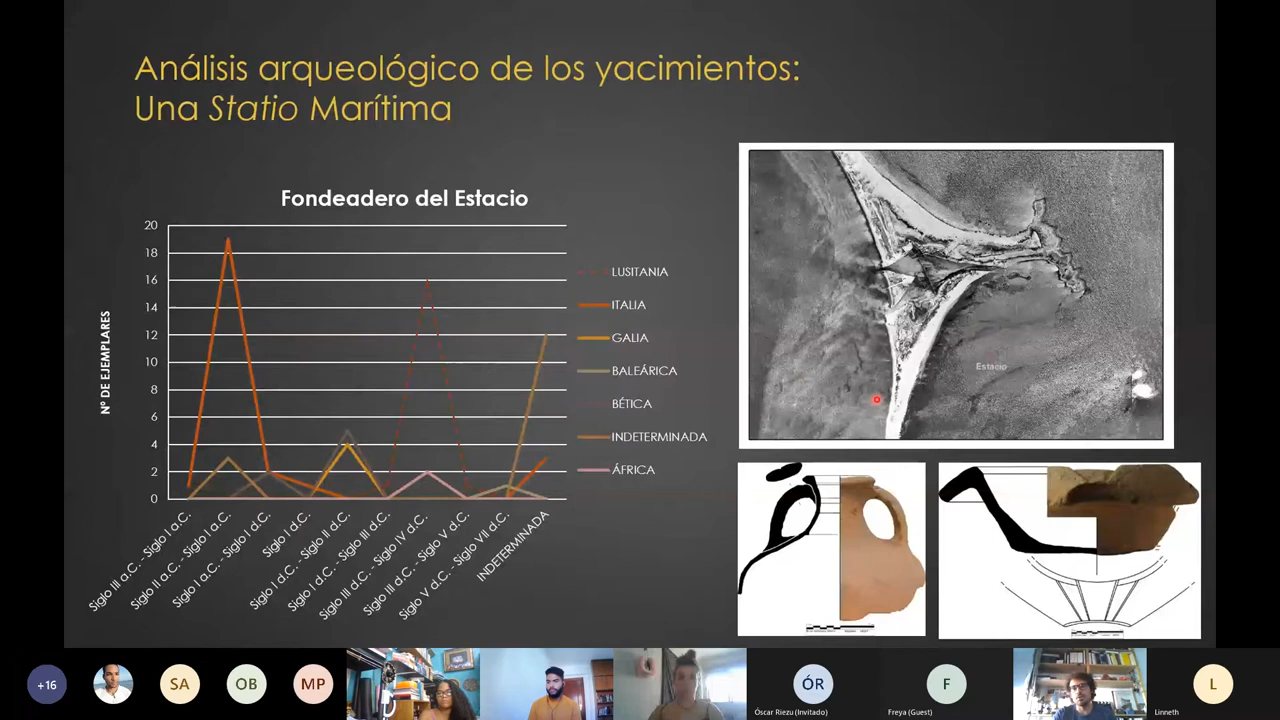 Análisis arqueológico de los yacimientos:
Una Statio Marítima
Fondeadero del Estacio
Nº DE EJEMPLARES
20
18
16
14
12
10
8
6
4
2
0
Siglo III a.C. - Siglo I a.C.
Siglo II a.C. - Siglo I a.C.
Siglo I a.C. - Siglo I d.C.
Siglo I d.C.
Siglo I d.C. - Siglo II d.C.
Siglo I d.C. - Siglo III d.C.
Siglo III d.C. - Siglo IV d.C.
Siglo III d.C. - Siglo V d.C.
Siglo V d.C. - Siglo VII d.C.
INDETERMINADA
LUSITANIA
ITALIA
GALIA
BALEÁRICA
BÉTICA
INDETERMINADA
ÁFRICA
Estacio
+16
SA
OB
MP
ÓR
Óscar Riezu (Invitado)
F
Freya (Guest)
L
Linneth